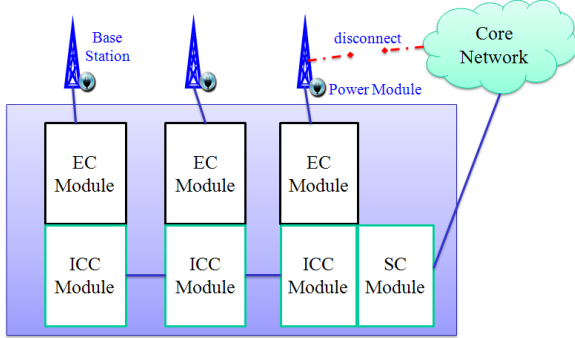 Base
Station
disconnect
Core
Network
Power Module
EC
Module
EC
Module
EC
Module
ICC
Module
ICC
Module
ICC
Module
SC
Module